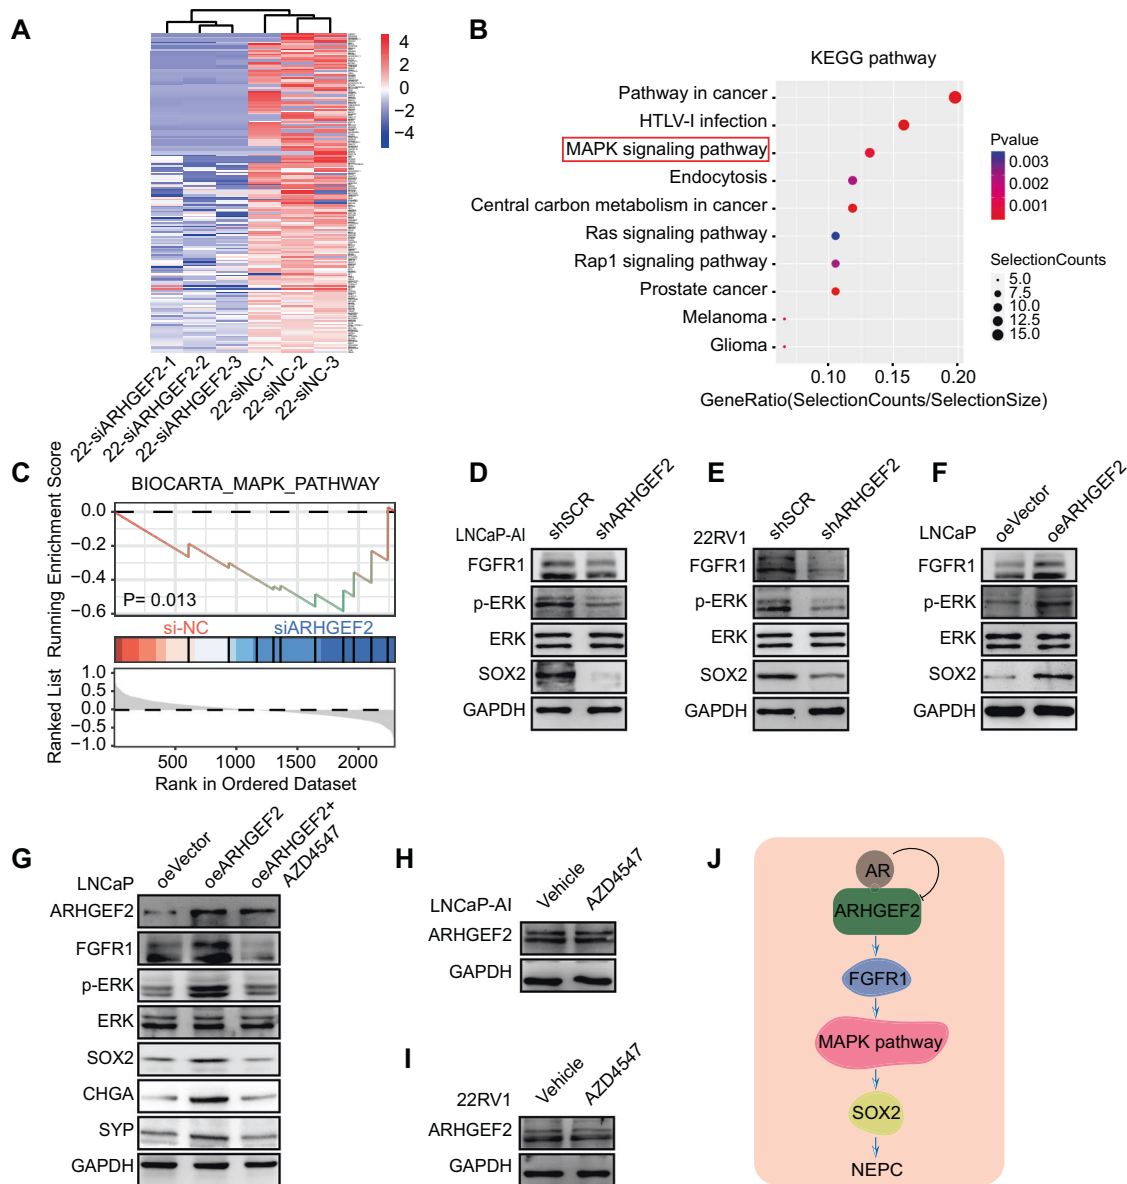 A
4
2
0
−2
−4
22-siARHGEF2-1
22-siARHGEF2-2
22-siARHGEF2-3
22-siNC-1
22-siNC-2
22-siNC-3
B
KEGG pathway
Pathway in cancer
HTLV-I infection
MAPK signaling pathway
Endocytosis
Central carbon metabolism in cancer
Ras signaling pathway
Rap1 signaling pathway
Prostate cancer
Melanoma
Glioma
0.10
0.15
0.20
GeneRatio(SelectionCounts/SelectionSize)
Pvalue
0.003
0.002
0.001
SelectionCounts
5.0
7.5
10.0
12.5
15.0
C
BIOCARTA_MAPK_PATHWAY
Running Enrichment Score
0.0
−0.2
−0.4
−0.6
P= 0.013
si-NC
siARHGEF2
Ranked List
1.0
0.5
0.0
−0.5
−1.0
500
1000
1500
2000
Rank in Ordered Dataset
D
LNCaP-AI
shSCR
shARHGEF2
FGFR1
p-ERK
ERK
SOX2
GAPDH
E
22RV1
shSCR
shARHGEF2
FGFR1
p-ERK
ERK
SOX2
GAPDH
F
LNCaP
oeVector
oeARHGEF2
FGFR1
p-ERK
ERK
SOX2
GAPDH
G
LNCaP
oeVector
oeARHGEF2
oeARHGEF2+
AZD4547
ARHGEF2
FGFR1
p-ERK
ERK
SOX2
CHGA
SYP
GAPDH
H
LNCaP-AI
Vehicle
AZD4547
ARHGEF2
GAPDH
I
22RV1
Vehicle
AZD4547
ARHGEF2
GAPDH
J
AR
ARHGEF2
FGFR1
MAPK pathway
SOX2
NEPC